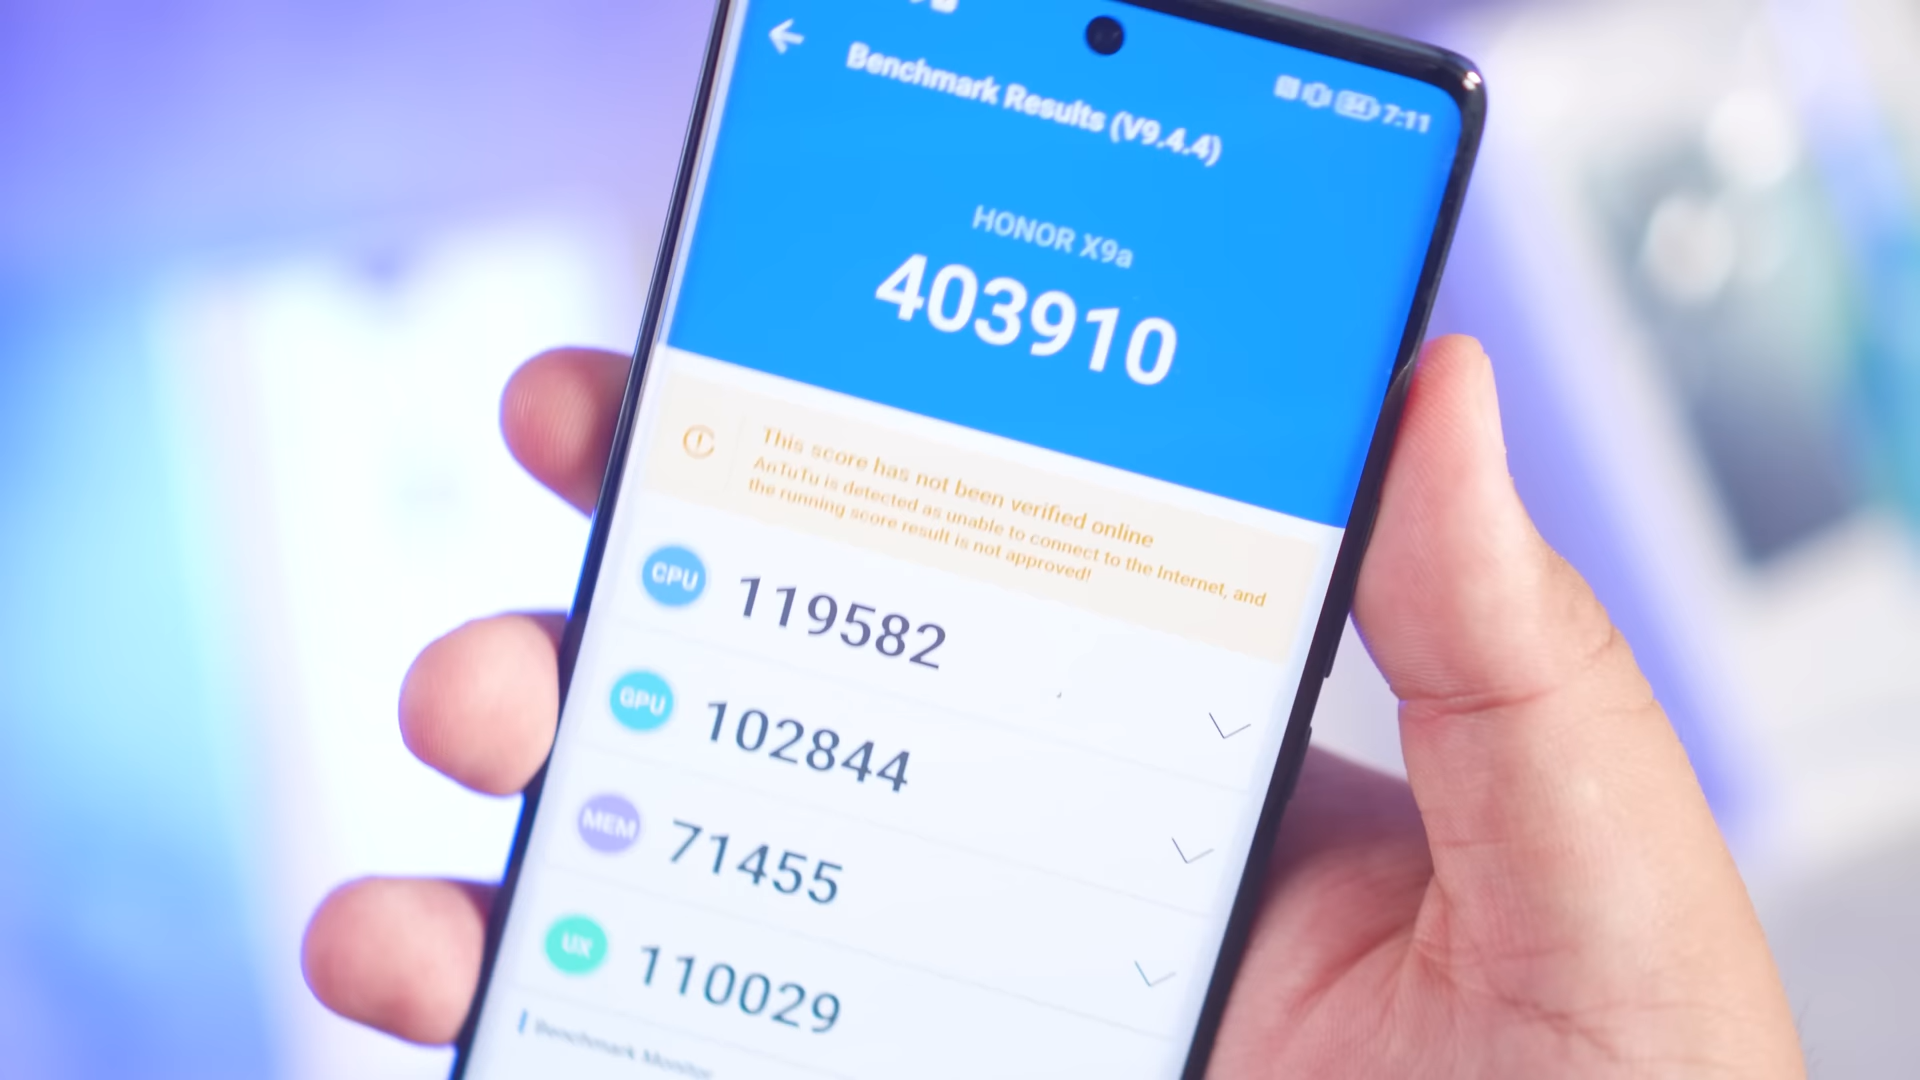 7:11
Benchmark Results (V9.4.4)
HONOR X9a
403910
This score has not been verified online
AnTuTu is detected as unable to connect to the Internet, and
the running score result is not approved!
CPU 119582
GPU 102844
MEM 71455
UX 110029
Benchmark Monitor